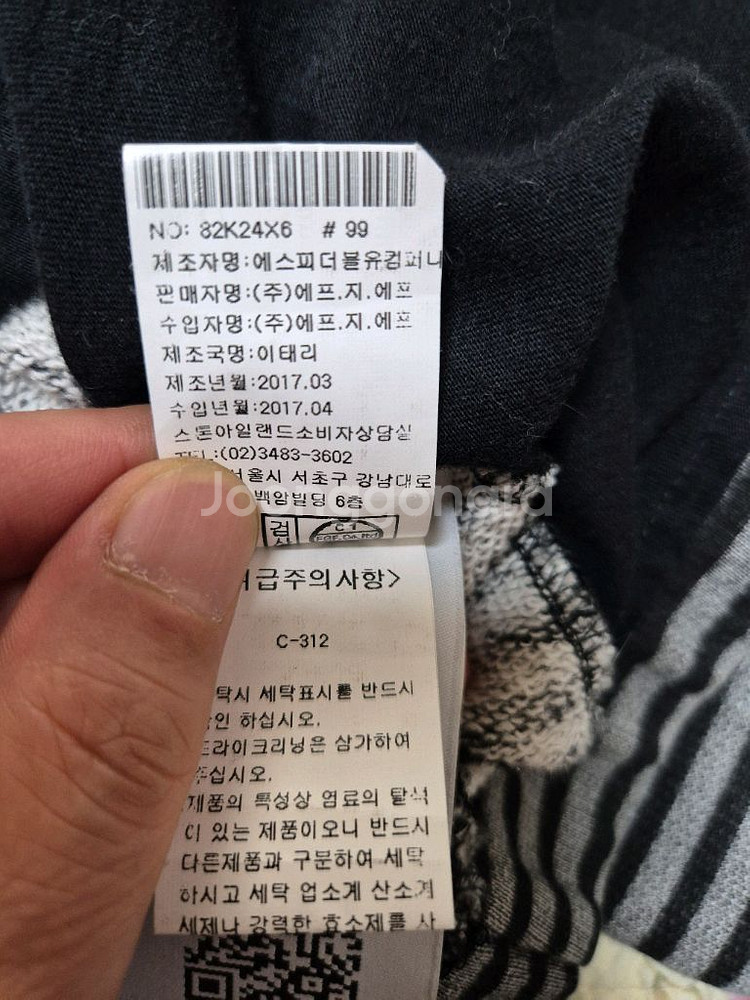 NO: 82K24X6 # 99
제조자명:에스피더블유컴퍼니
판매자명:(주)에프.지.에프
수입자명:(주)에프.지.에프
제조국명:이태리
제조년월:2017.03
수입년월:2017.04
스톤아일랜드소비자상담실
TEL:(02)3483-3602
서울시 서초구 강남대로
백암빌딩 6층
검
C 1
취급주의사항>
C-312
세탁표시를 반드시
하십시오.
드라이크리닝은 삼가하여
주십시오.
제품의 특성상 염료의 탈색
이 있는 제품이오니 반드시
다른제품과 구분하여 세탁
하시고 세탁 업소계 산소계
세제나 강력한 효소제를 사